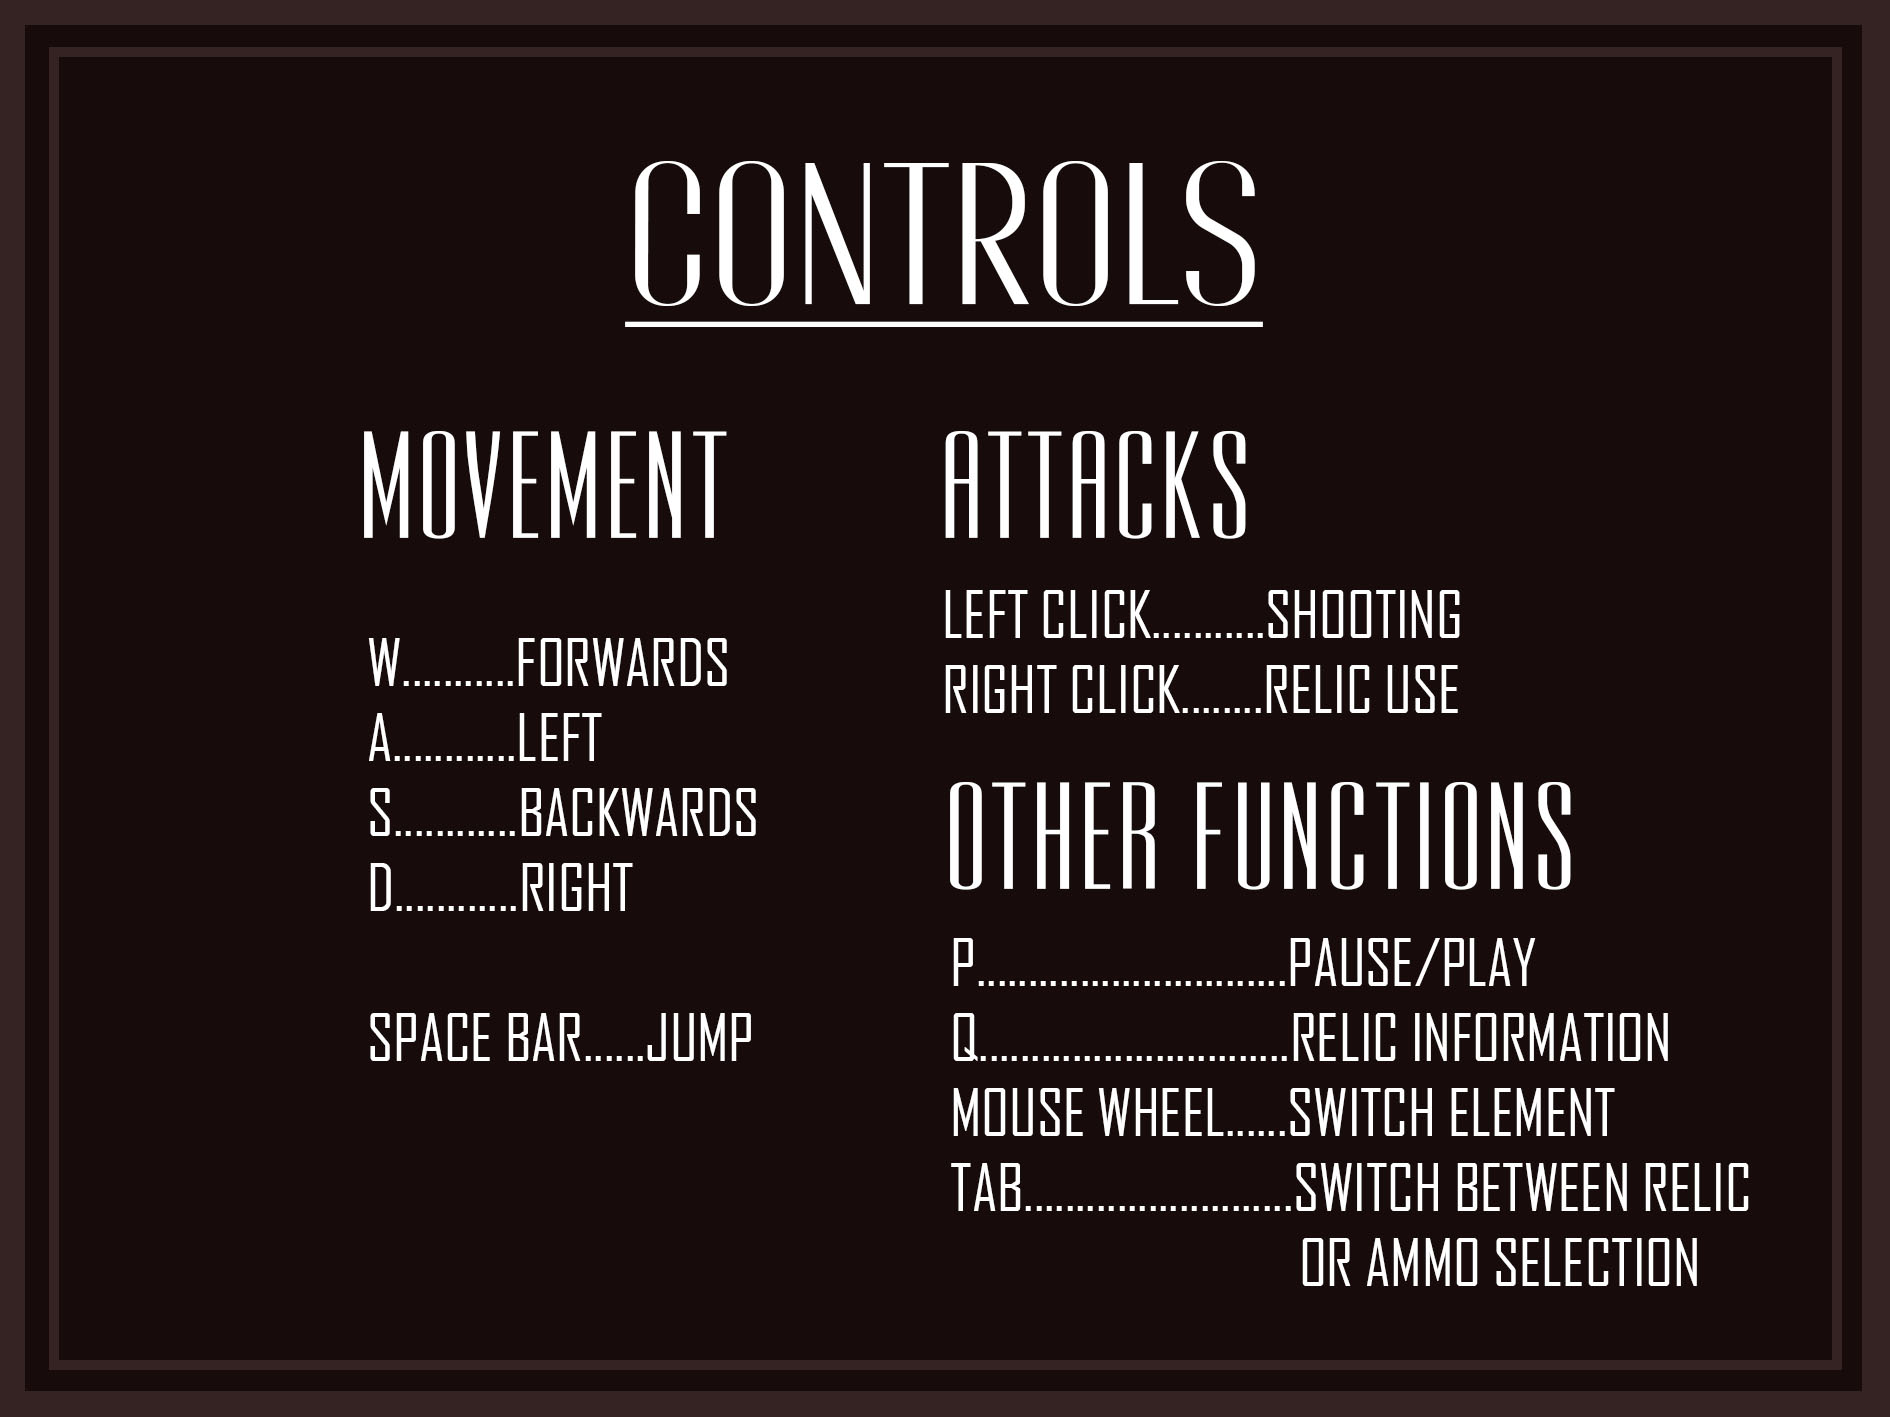 CONTROLS
MOVEMENT
W...........FORWARDS
A............LEFT
S............BACKWARDS
D............RIGHT
SPACE BAR......JUMP
ATTACKS
LEFT CLICK...........SHOOTING
RIGHT CLICK........RELIC USE
OTHER FUNCTIONS
P..............................PAUSE/PLAY
Q..............................RELIC INFORMATION
MOUSE WHEEL......SWITCH ELEMENT
TAB..........................SWITCH BETWEEN RELIC
OR AMMO SELECTION